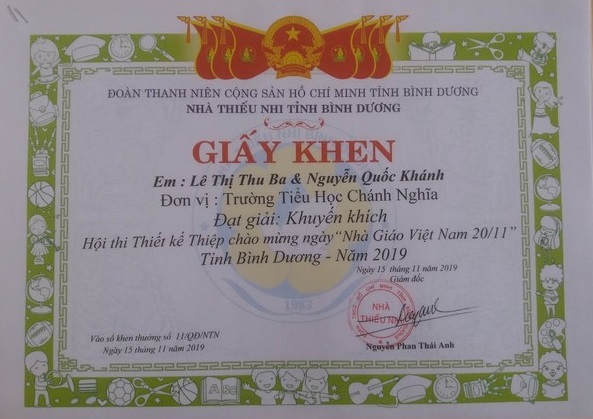 ĐOÀN THANH NIÊN CỘNG SẢN HỒ CHÍ MINH TỈNH BÌNH DƯƠNG
NHÀ THIẾU NHI TỈNH BÌNH DƯƠNG
GIẤY KHEN
Em : Lê Thị Thu Ba & Nguyễn Quốc Khánh
Đơn vị : Trường Tiểu Học Chánh Nghĩa
Đạt giải: Khuyến khích
Hội thi Thiết kế Thiệp chào mừng ngày “Nhà Giáo Việt Nam 20/11”
Tỉnh Bình Dương - Năm 2019
Ngày 15 tháng 11 năm 2019
Giám đốc
1983
NHÀ
THIẾU NHI
Vào sổ khen thưởng số 11/QĐ/NTN
Ngày 15 tháng 11 năm 2019
Nguyễn Phan Thái Anh